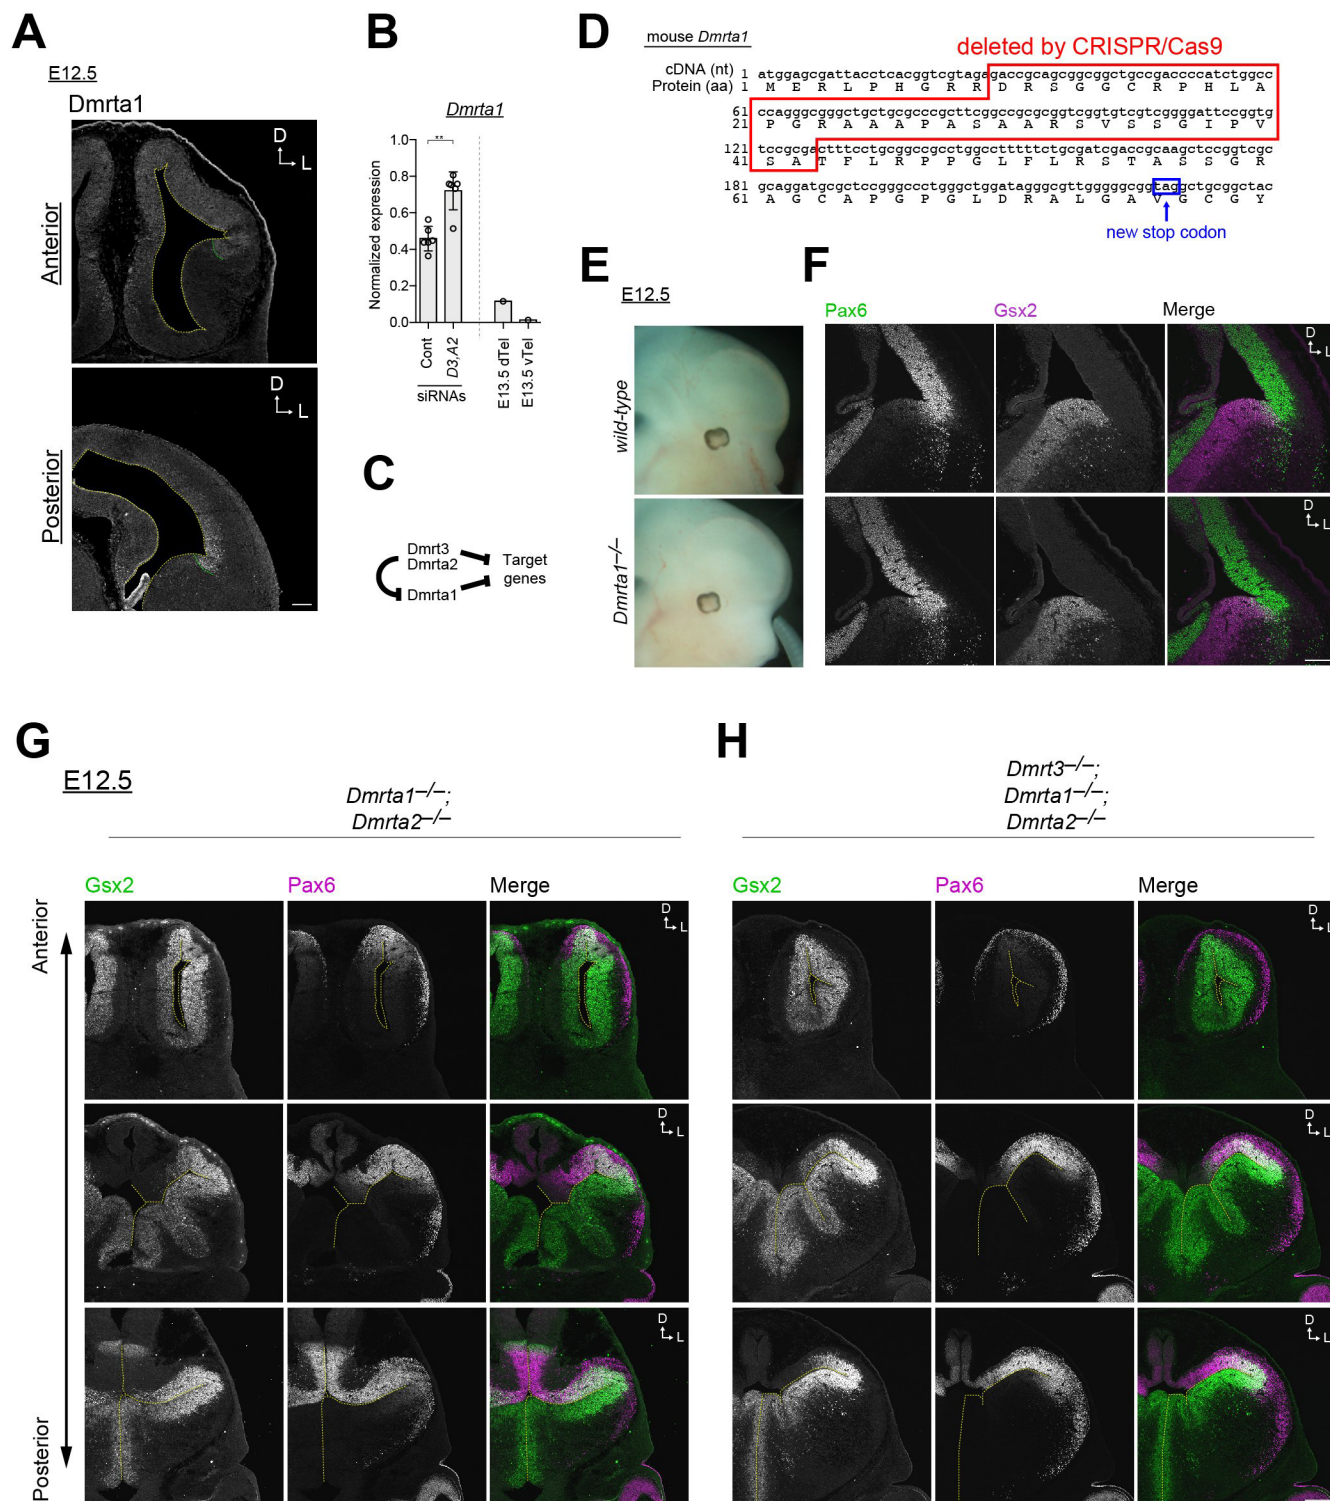 A
E12.5
Dmrta1
Anterior
D
L
Posterior
D
L
B
Dmrta1
Normalized expression
1.0
0.8
0.6
0.4
0.2
0.0
**
Cont
D3,A2
siRNAs
E13.5 dTel
E13.5 vTel
C
Dmrt3
Dmrta2
Dmrta1
Target
genes
D
mouse Dmrta1
deleted by CRISPR/Cas9
cDNA (nt) 1 atggagcgattacctcacggtcgtagagaccgcagcggcggctgccgaccccatctggcc
Protein (aa) 1 M E R L P H G R R D R S G G C R P H L A
61 ccagggcgggctgctgcgcccgcttcggccgcgcgcggtcggtgtcgtcggggattccggtg
21 P G R A A A P A S A A R S V S S G I P V
121 tccgcgactttcctgcggccgcctggcctttttctgcgatcgaccgcaagctccggtcgc
41 S A T F L R P P G L F L R S T A S S G R
181 gcaggatgcgctccgggccctgggctggatagggcgttgggggcggtaggctgcggctac
61 A G C A P G P G L D R A L G A V G C G Y
new stop codon
E
E12.5
wild-type
Dmrta1–/–
F
Pax6
Gsx2
Merge
D
L
D
L
G
E12.5
Dmrta1–/–;
Dmrta2–/–
Gsx2
Pax6
Merge
Anterior
Posterior
D
L
D
L
D
L
H
Dmrt3–/–;
Dmrta1–/–;
Dmrta2–/–
Gsx2
Pax6
Merge
D
L
D
L
D
L